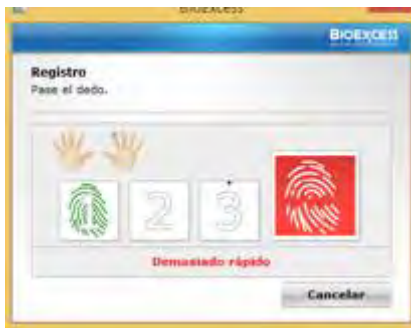 BIOEXCESS
BIOEXCESS
Registro
Pase el dedo.
1 2 3
Demasiado rápido
Cancelar